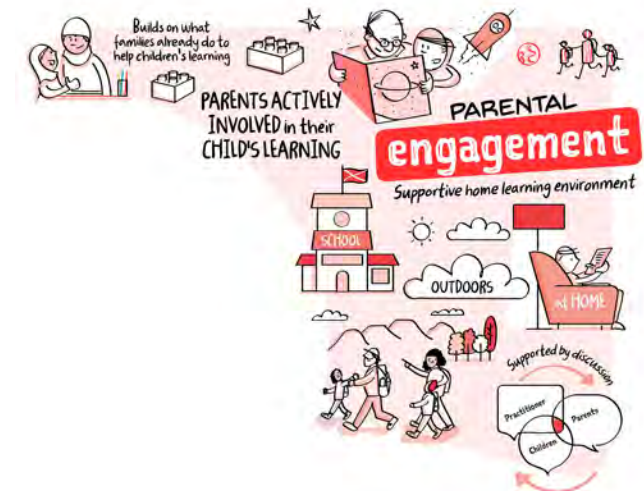 Builds on what
families already do to
help children's learning
PARENTS ACTIVELY
INVOLVED in their
CHILD'S LEARNING
PARENTAL
engagement
Supportive home learning environment
SCHOOL
OUTDOORS
at HOME
Supported by discussion
Practitioner
Parents
Children